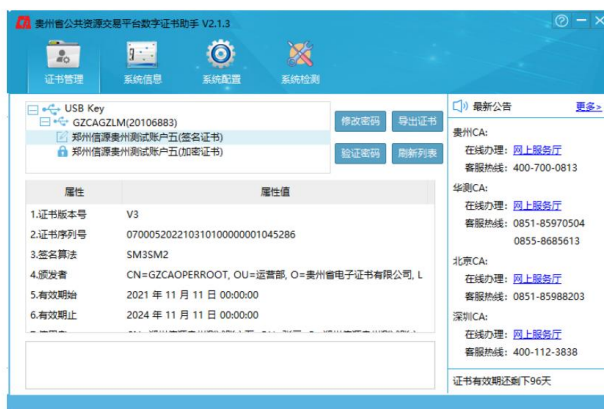 贵州省公共资源交易平台数字证书助手 V2.1.3
证书管理
系统信息
系统配置
系统检测
USB Key
GZCAGZLM(20106883)
郑州信源贵州测试账户五(签名证书)
郑州信源贵州测试账户五(加密证书)
修改密码
导出证书
验证密码
刷新列表
属性
属性值
1.证书版本号 V3
2.证书序列号 0700052022103101000000001045286
3.签名算法 SM3SM2
4.颁发者 CN=GZCAOPERROOT, OU=运营部, O=贵州省电子证书有限公司, L
5.有效期始 2021 年 11 月 11 日 00:00:00
6.有效期止 2024 年 11 月 11 日 00:00:00
最新公告 更多»
贵州CA:
在线办理: 网上服务厅
客服热线: 400-700-0813
华测CA:
在线办理: 网上服务厅
客服热线: 0851-85970504
0855-8685613
北京CA:
在线办理: 网上服务厅
客服热线: 0851-85988203
深圳CA:
在线办理: 网上服务厅
客服热线: 400-112-3838
证书有效期还剩下96天